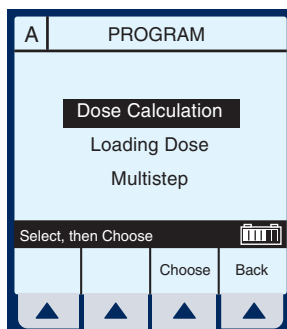 A PROGRAM
Dose Calculation
Loading Dose
Multistep
Select, then Choose
Choose Back